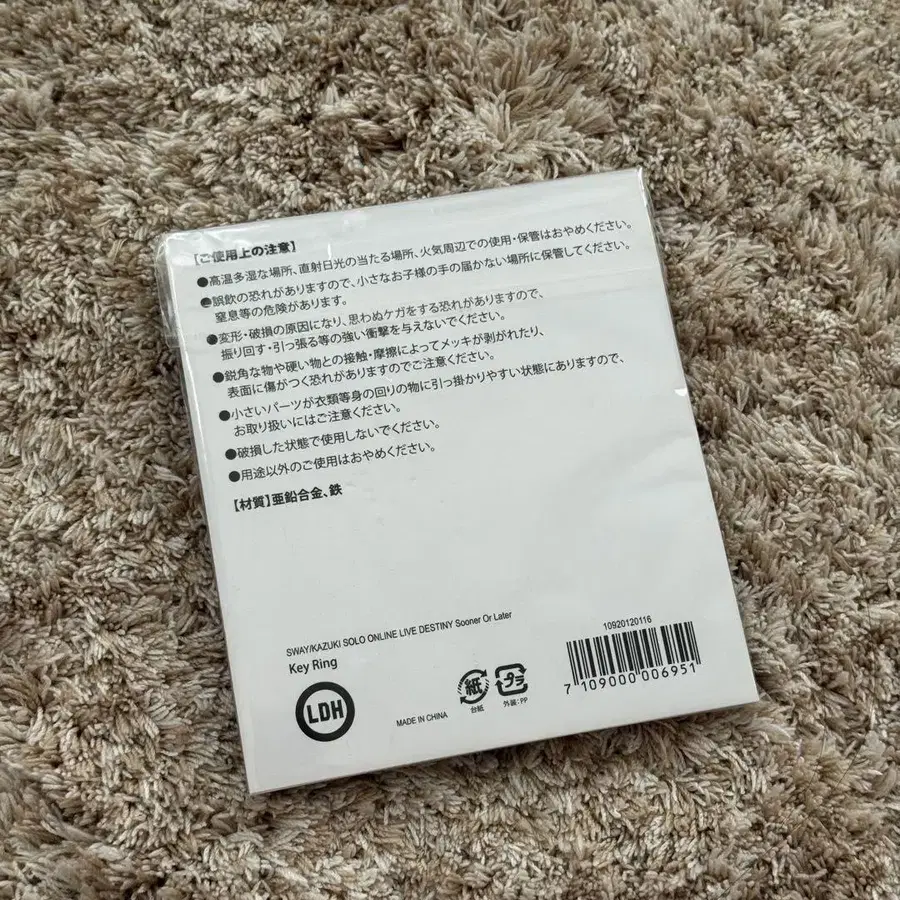 【ご使用上の注意】
●高温多湿な場所、直射日光の当たる場所、火気周辺での使用・保管はおやめください。
●誤飲の恐れがありますので、小さなお子様の手の届かない場所に保管してください。
窒息等の危険があります。
●変形・破損の原因になり、思わぬケガをする恐れがありますので、
振り回す・引っ張る等の強い衝撃を与えないでください。
●鋭角な物や硬い物との接触・摩擦によってメッキが剥がれたり、
表面に傷がつく恐れがありますのでご注意ください。
●小さいパーツが衣類等身の回りの物に引っ掛かりやすい状態にありますので、
お取り扱いにはご注意ください。
●破損した状態で使用しないでください。
●用途以外のご使用はおやめください。
【材質】亜鉛合金、鉄
SWAY/KAZUKI SOLO ONLINE LIVE DESTINY Sooner Or Later
Key Ring
LDH
MADE IN CHINA
紙
台紙
プラ
外装:PP
10920120116
7 109000 006951